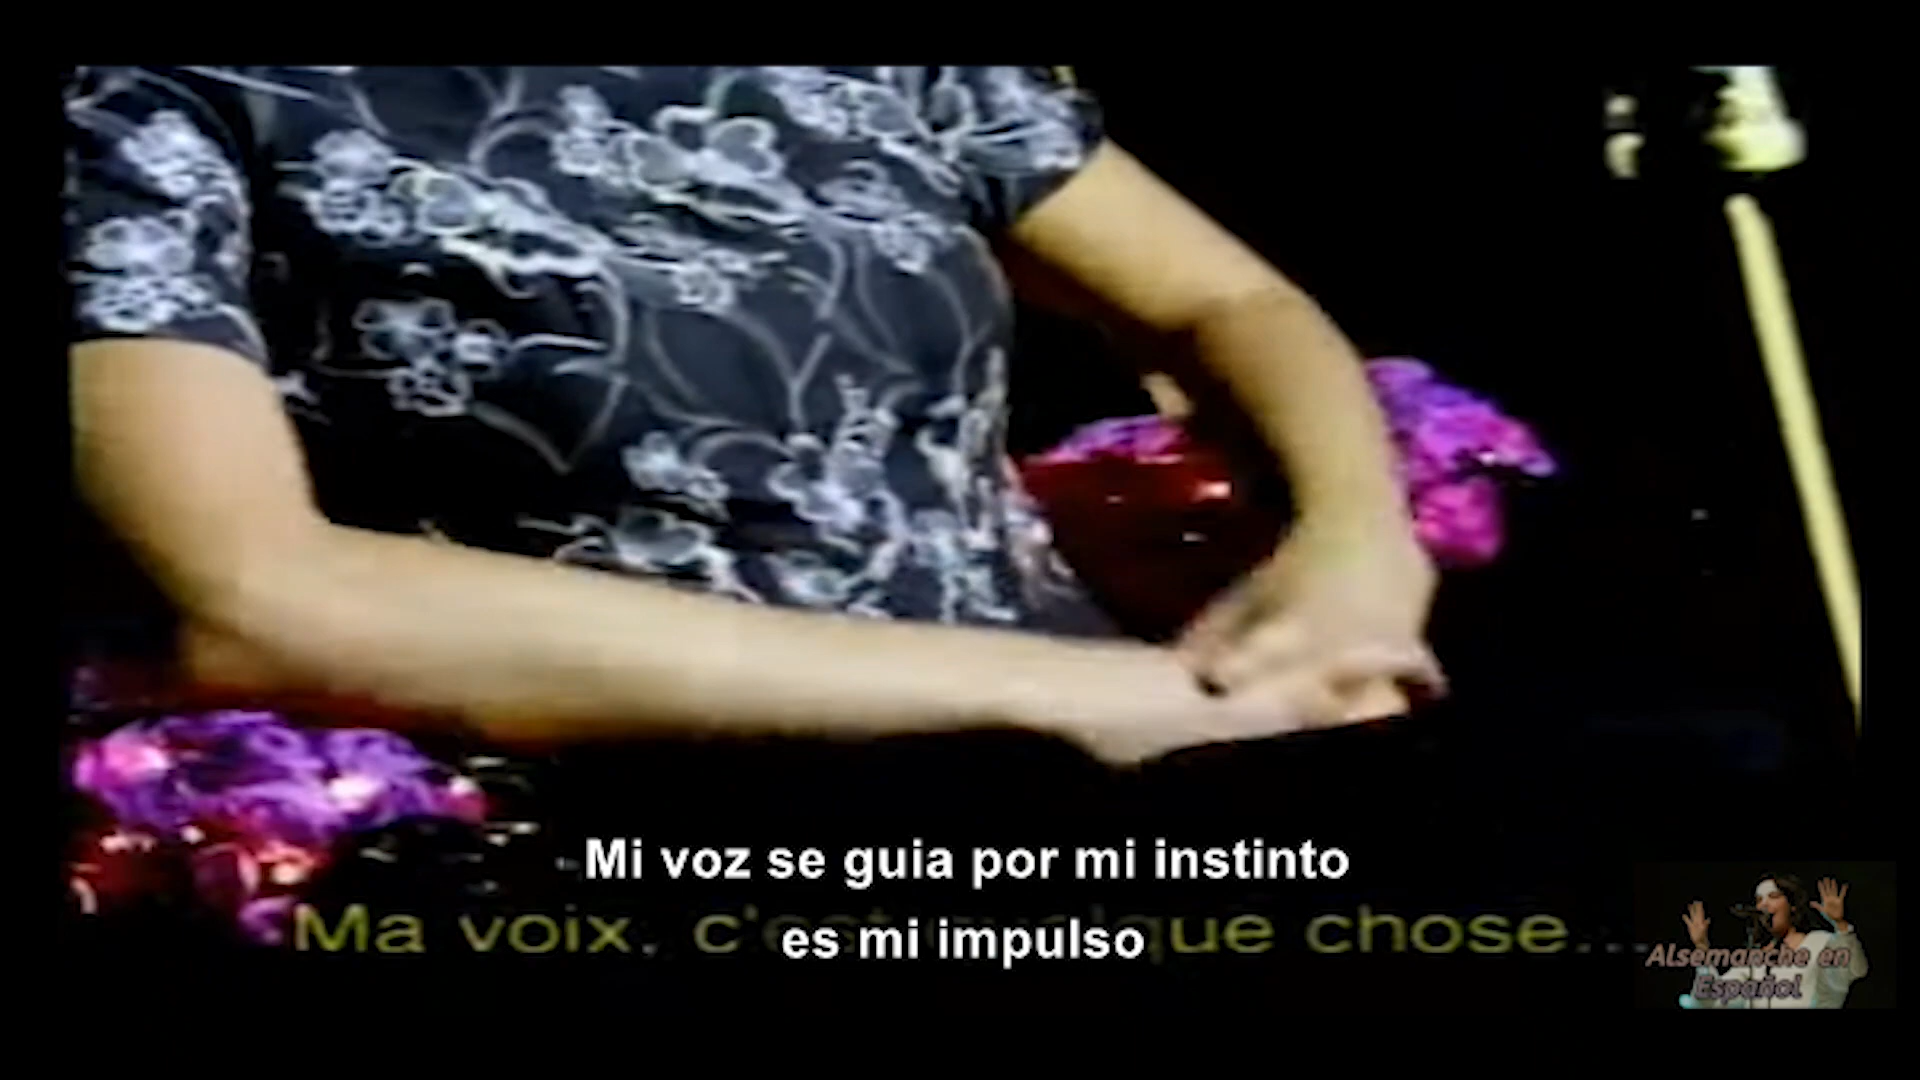 Mi voz se guia por mi instinto
Ma voix, c'est que chose...
es mi impulso
Alsemanche en
Español